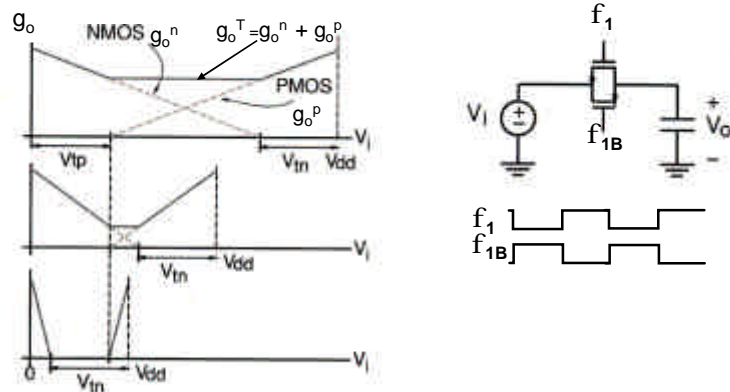 gₒ
NMOS gₒⁿ
gₒᵀ =gₒⁿ + gₒᵖ
PMOS
gₒᵖ
Vtp
Vtn
Vdd
Vi
Vtn
Vdd
Vi
0
Vtn
Vdd
Vi
f₁
VI
f1B
+
Vo
−
f₁
f1B